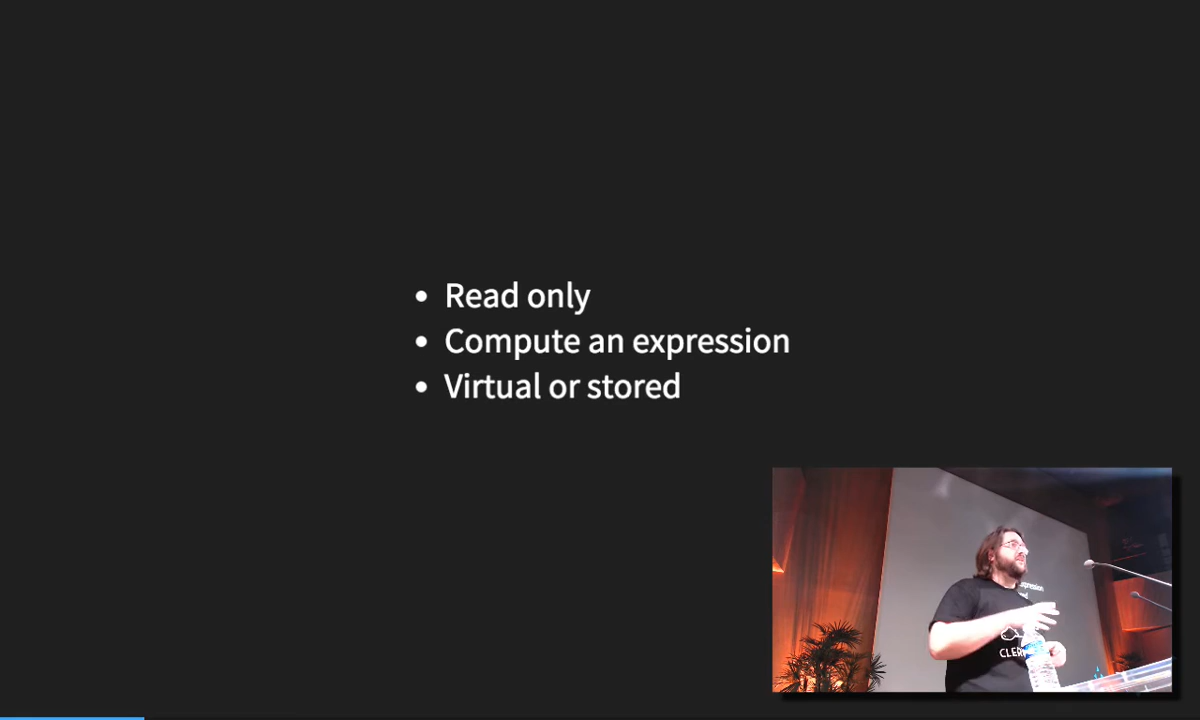 Read only
Compute an expression
Virtual or stored